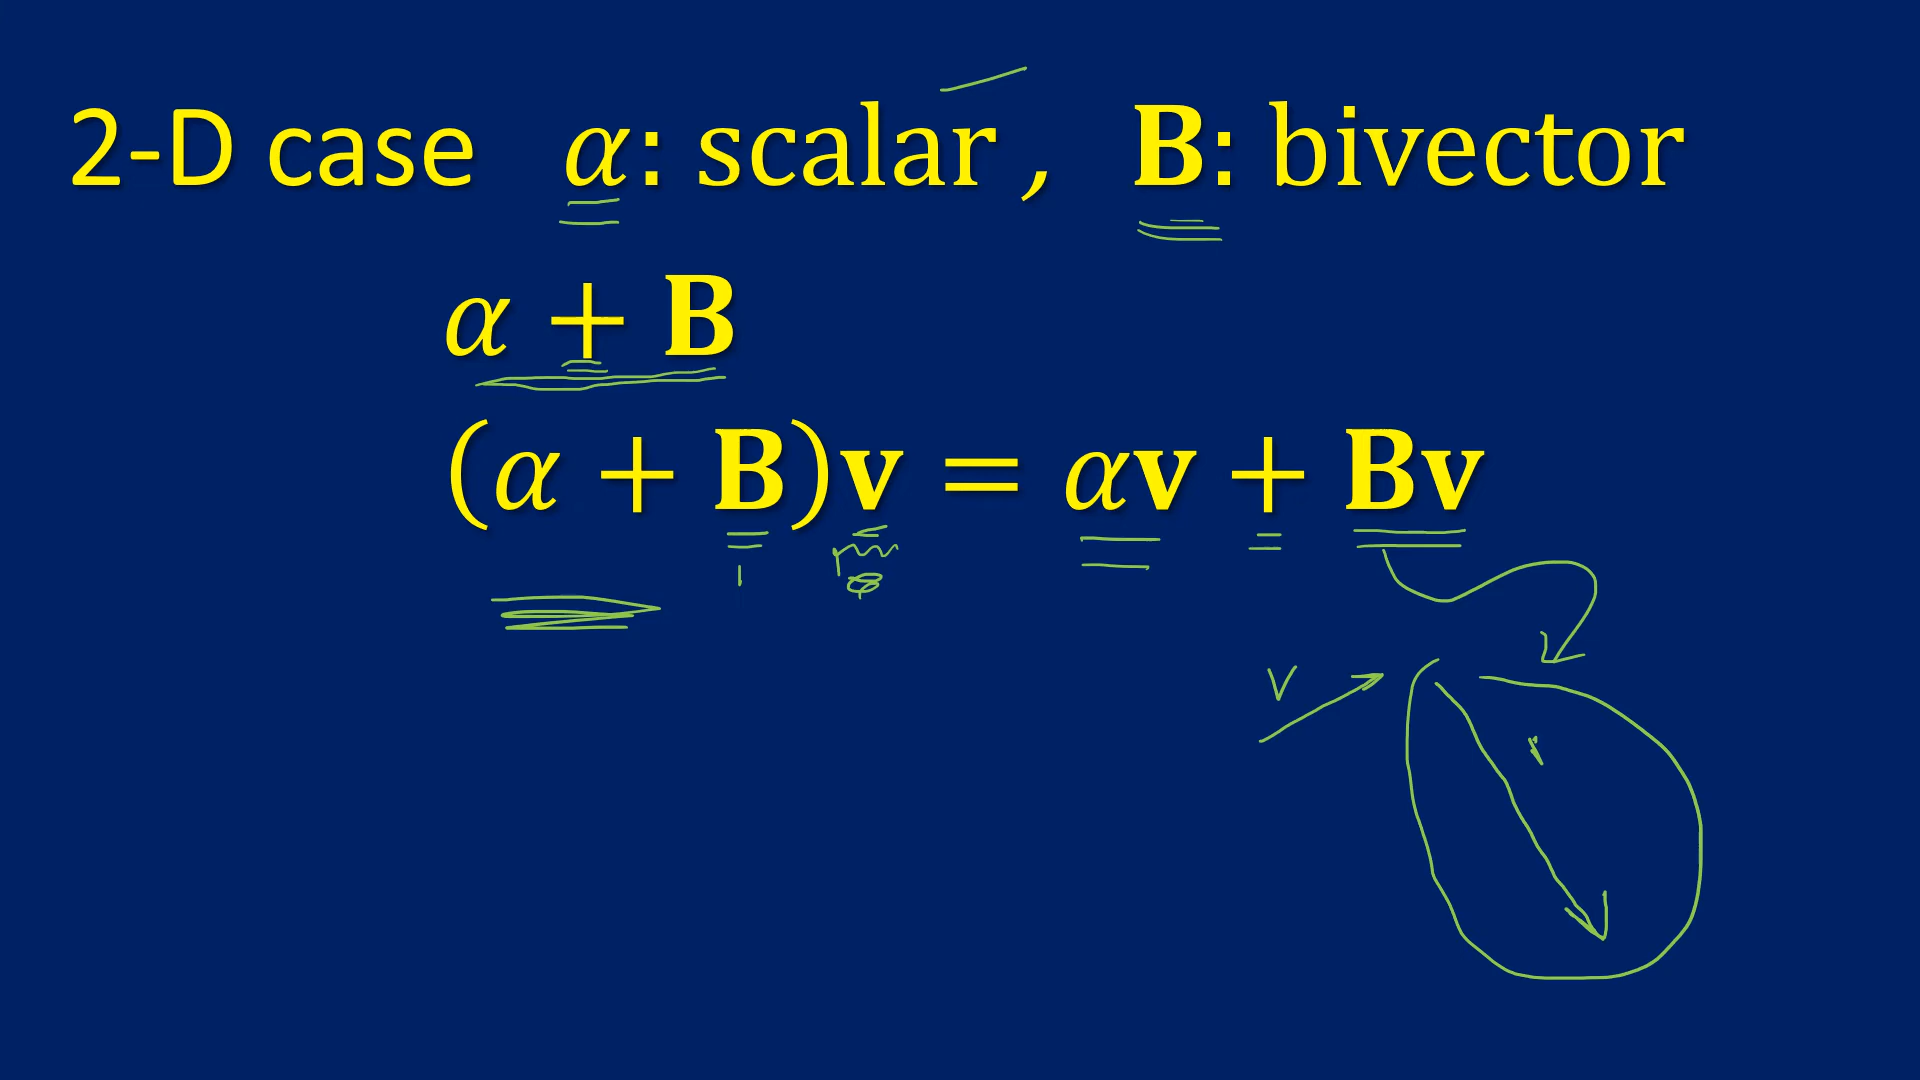 2-D case α: scalar , B: bivector
α + B
(α + B)v = αv + Bv
V